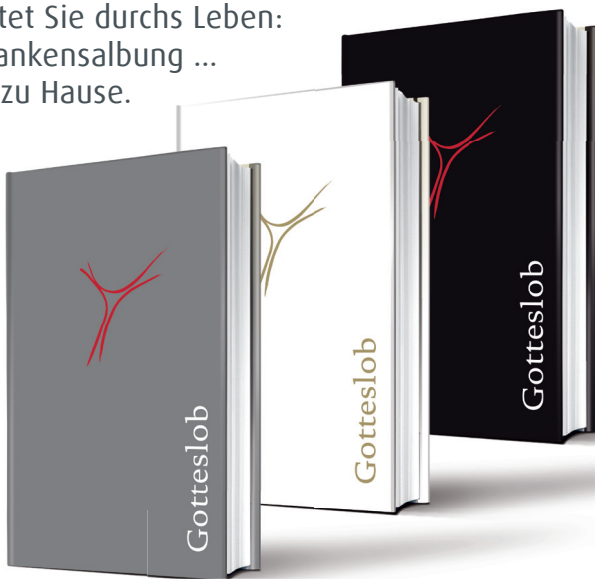 tet Sie durchs Leben:
ankensalbung ...
zu Hause.
Gotteslob
Gotteslob
Gotteslob